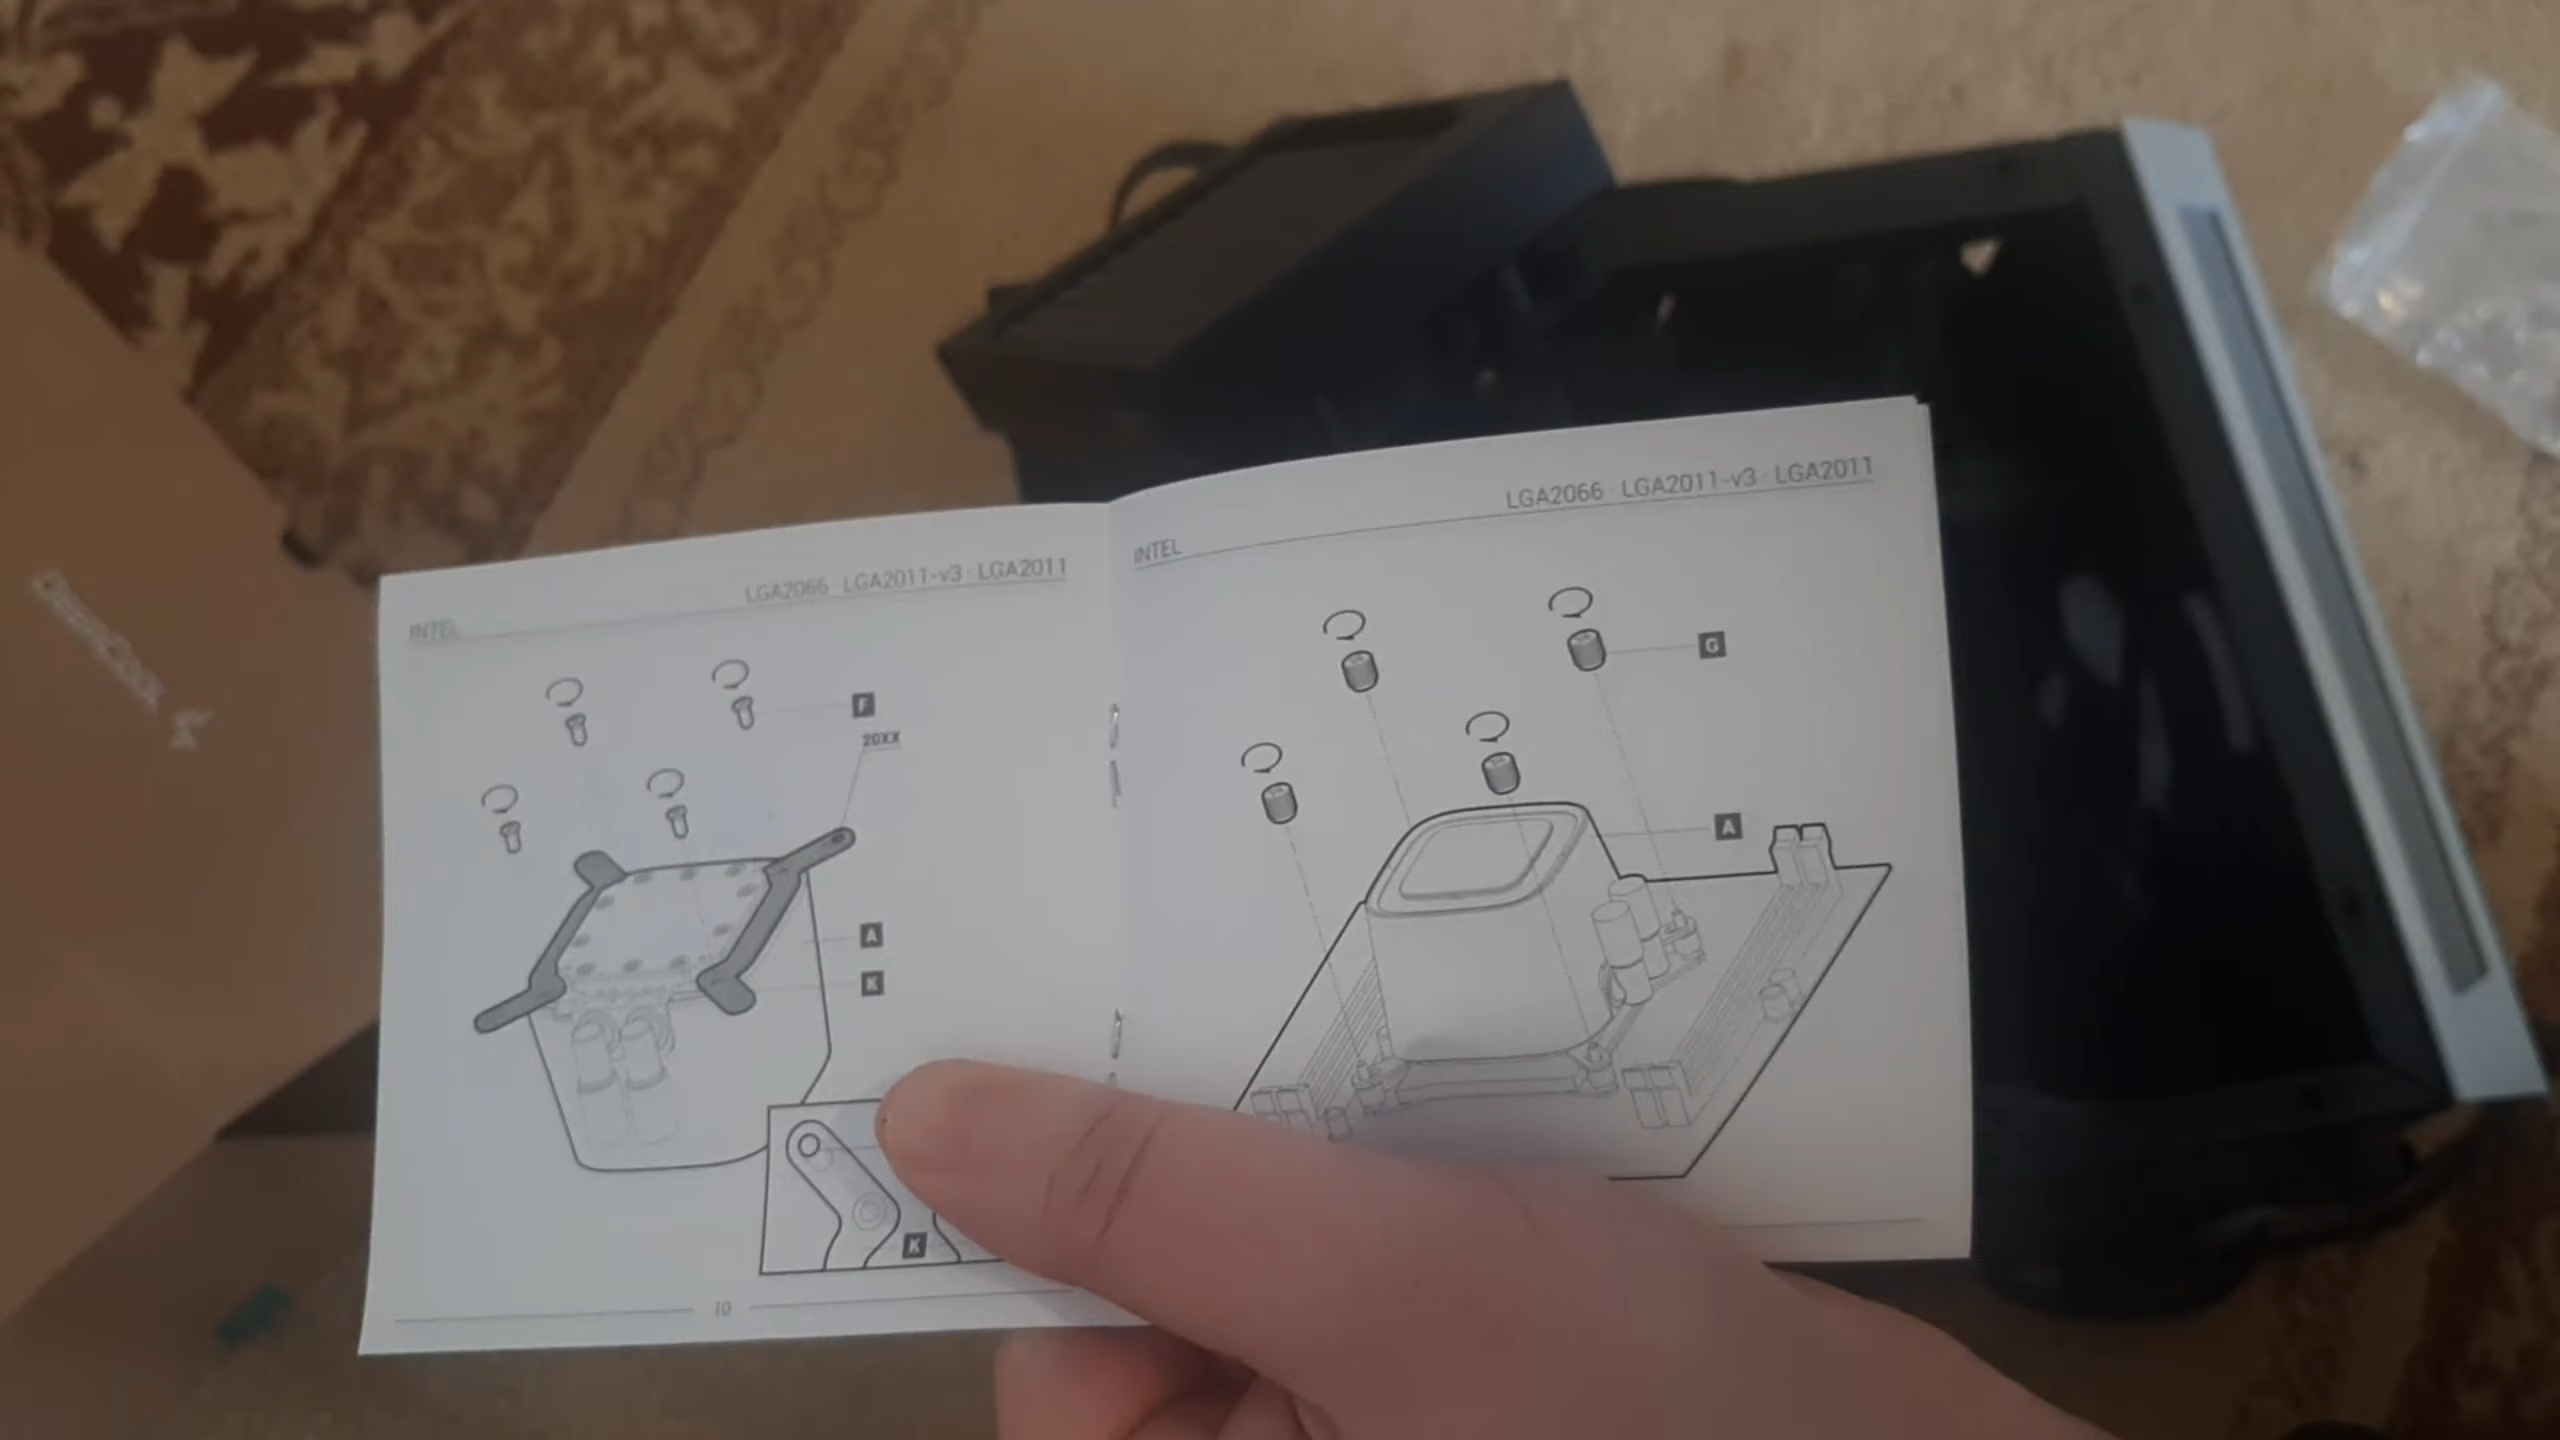 INTEL
LGA2066 · LGA2011-v3 · LGA2011
F
20XX
A
K
K
10
INTEL
LGA2066 · LGA2011-v3 · LGA2011
G
A